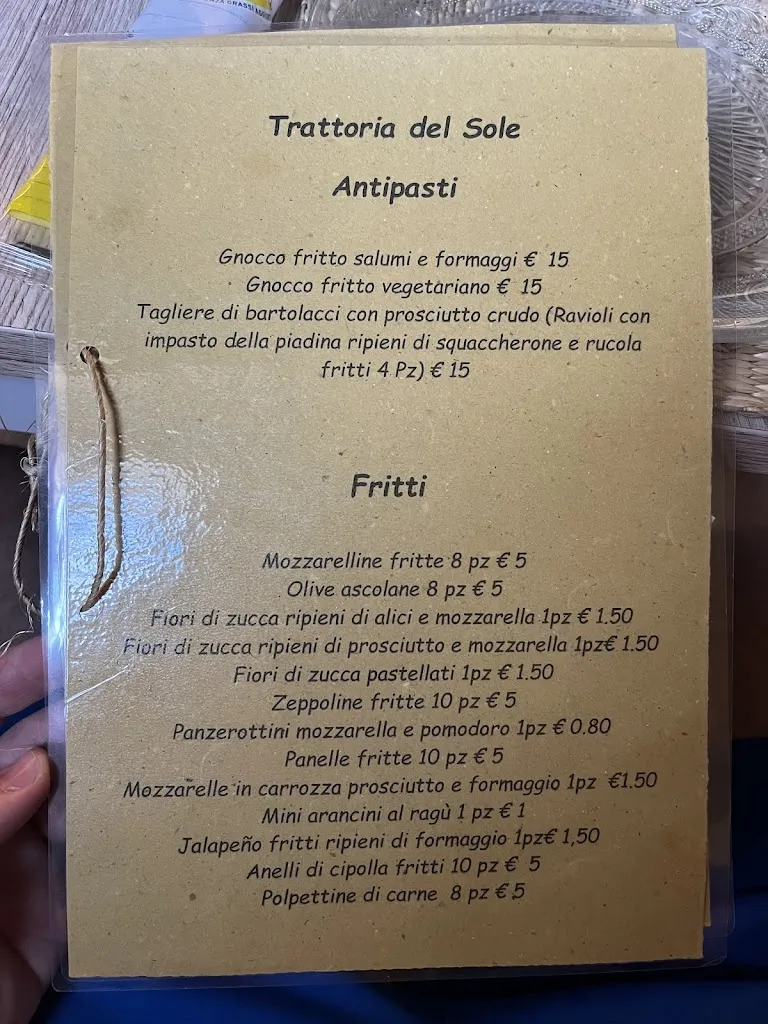 Trattoria del Sole
Antipasti
Gnocco fritto salumi e formaggi € 15
Gnocco fritto vegetariano € 15
Tagliere di bartolacci con prosciutto crudo (Ravioli con
impasto della piadina ripieni di squaccherone e rucola
fritti 4 Pz) € 15
Fritti
Mozzarelline fritte 8 pz € 5
Olive ascolane 8 pz € 5
Fiori di zucca ripieni di alici e mozzarella 1pz € 1.50
Fiori di zucca ripieni di prosciutto e mozzarella 1pz€ 1.50
Fiori di zucca pastellati 1pz € 1.50
Zeppoline fritte 10 pz € 5
Panzerottini mozzarella e pomodoro 1pz € 0.80
Panelle fritte 10 pz € 5
Mozzarelle in carrozza prosciutto e formaggio 1pz €1.50
Mini arancini al ragù 1 pz € 1
Jalapeño fritti ripieni di formaggio 1pz€ 1,50
Anelli di cipolla fritti 10 pz € 5
Polpettine di carne 8 pz € 5